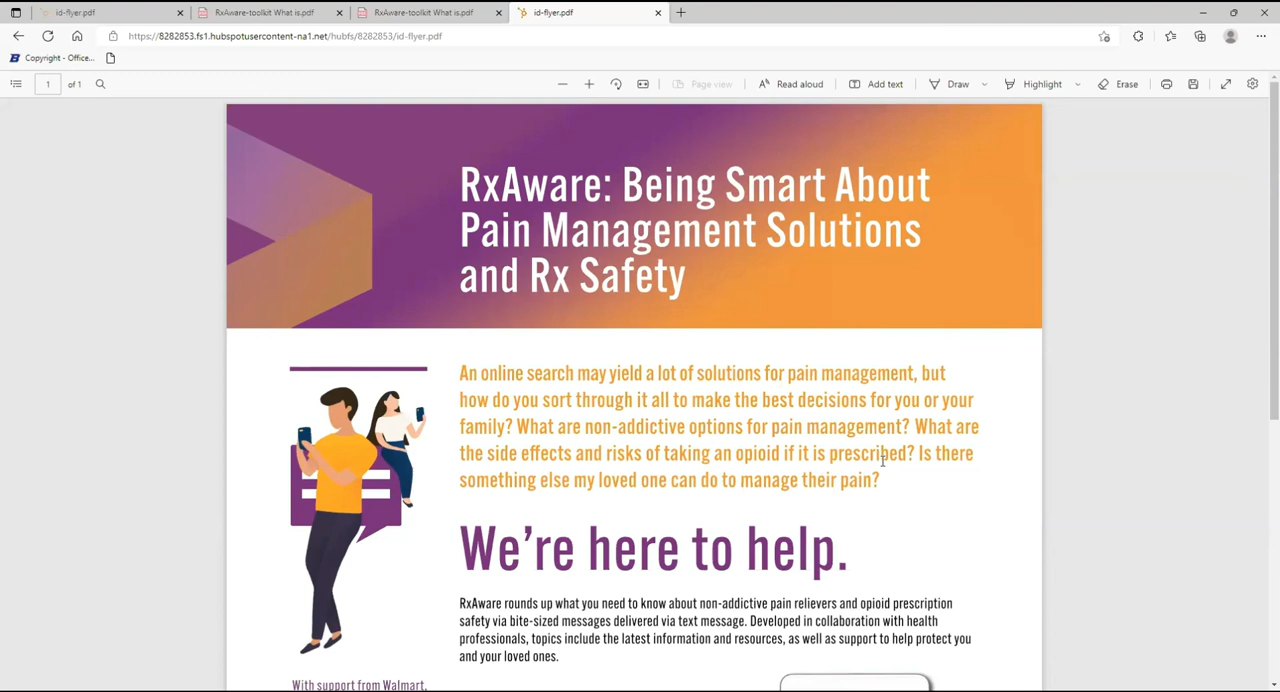 id-flyer.pdf
RxAware-toolkit What is.pdf
RxAware-toolkit What is.pdf
id-flyer.pdf
https://8282853.fs1.hubspotusercontent-na1.net/hubfs/8282853/id-flyer.pdf
Copyright - Office...
1 of 1
Page view
Read aloud
Add text
Draw
Highlight
Erase
RxAware: Being Smart About
Pain Management Solutions
and Rx Safety
An online search may yield a lot of solutions for pain management, but
how do you sort through it all to make the best decisions for you or your
family? What are non-addictive options for pain management? What are
the side effects and risks of taking an opioid if it is prescribed? Is there
something else my loved one can do to manage their pain?
We're here to help.
RxAware rounds up what you need to know about non-addictive pain relievers and opioid prescription
safety via bite-sized messages delivered via text message. Developed in collaboration with health
professionals, topics include the latest information and resources, as well as support to help protect you
and your loved ones.
With support from Walmart.